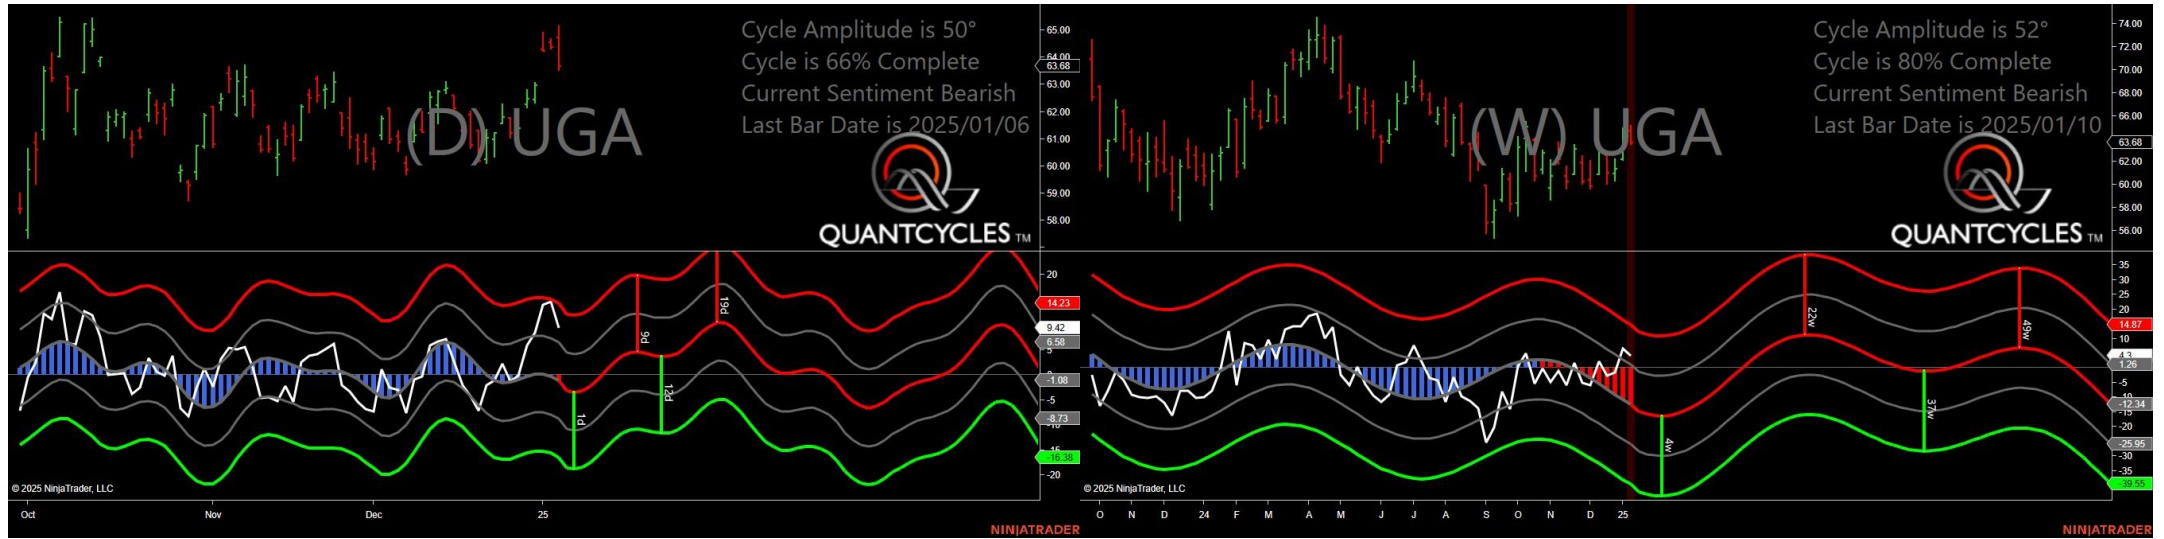 Cycle Amplitude is 50°
Cycle is 66% Complete
Current Sentiment Bearish
Last Bar Date is 2025/01/06
(D) UGA
QUANTCYCLES TM
65.00
64.00
63.68
63.00
62.00
61.00
60.00
59.00
58.00
20
14.23
9.42
6.58
5
-1.08
-5
-8.73
-16.38
-20
9d
19d
1d
12d
© 2025 NinjaTrader, LLC
Oct Nov Dec 25
NINJATRADER
Cycle Amplitude is 52°
Cycle is 80% Complete
Current Sentiment Bearish
Last Bar Date is 2025/01/10
(W) UGA
QUANTCYCLES TM
74.00
72.00
70.00
68.00
66.00
63.68
62.00
60.00
58.00
56.00
35
30
25
20
14.87
10
4.3
1.26
-5
-12.34
-15
-20
-25.95
-30
-35
-39.55
22w
49w
4w
37w
© 2025 NinjaTrader, LLC
O N D 24 F M A M J J A S O N D 25
NINJATRADER